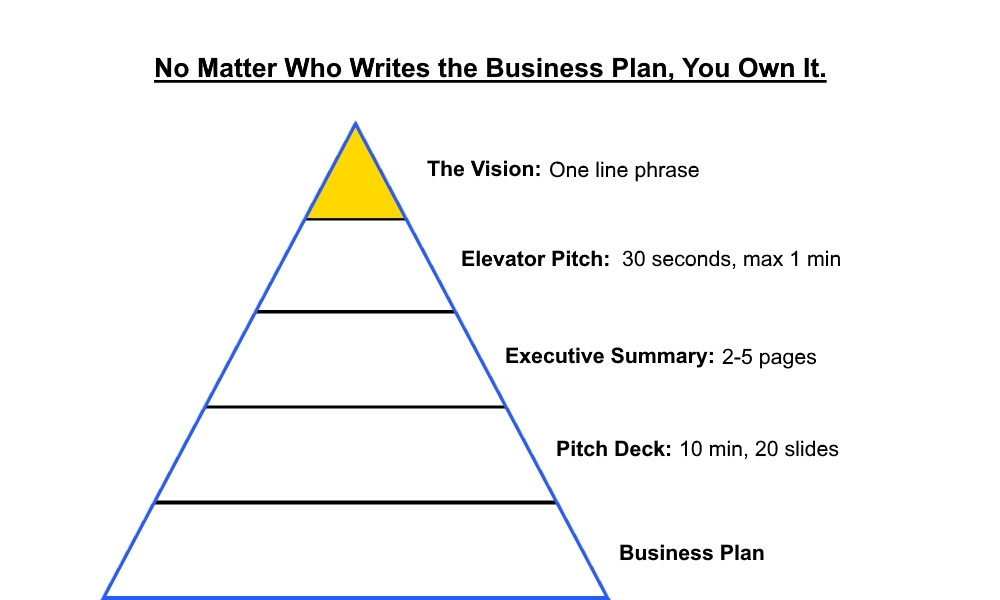 No Matter Who Writes the Business Plan, You Own It.
The Vision: One line phrase
Elevator Pitch: 30 seconds, max 1 min
Executive Summary: 2-5 pages
Pitch Deck: 10 min, 20 slides
Business Plan